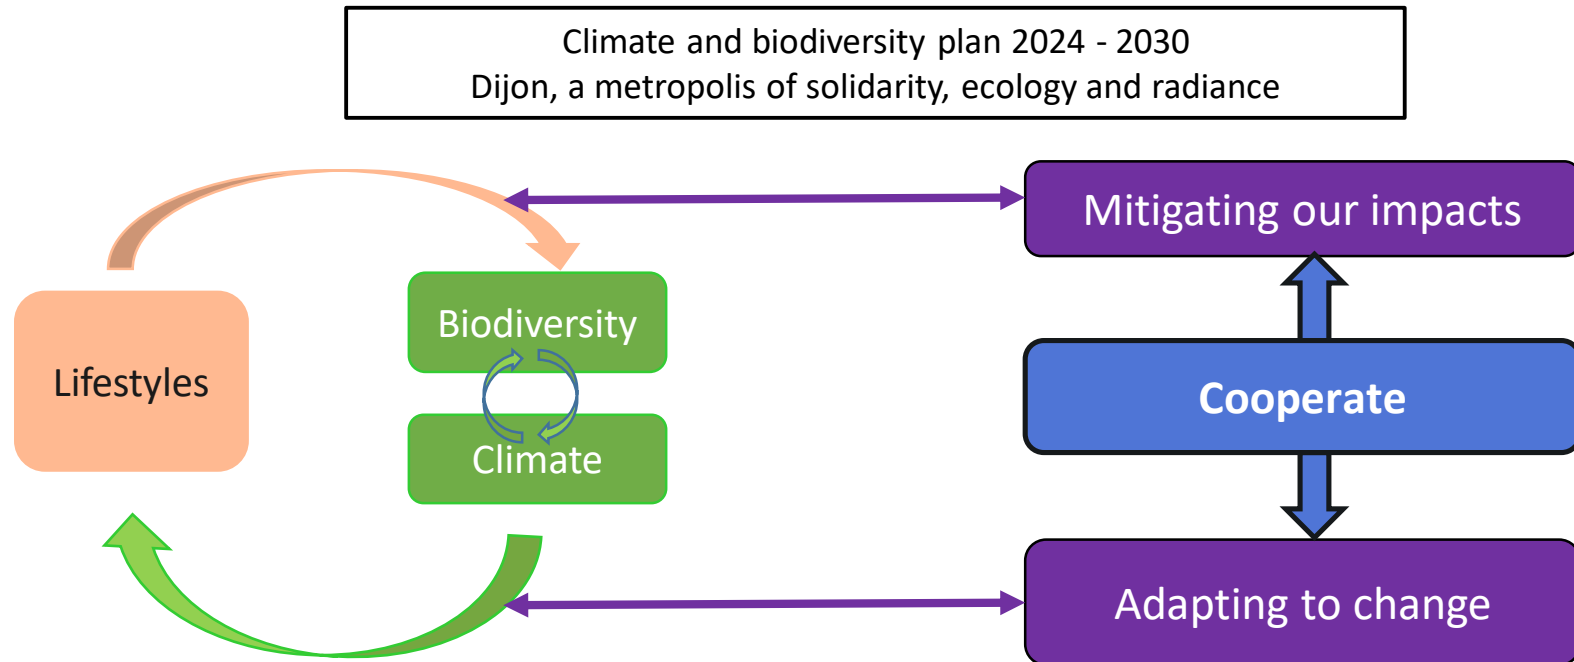 Climate and biodiversity plan 2024 - 2030
Dijon, a metropolis of solidarity, ecology and radiance
Mitigating our impacts
Biodiversity
Lifestyles
Cooperate
Climate
Adapting to change